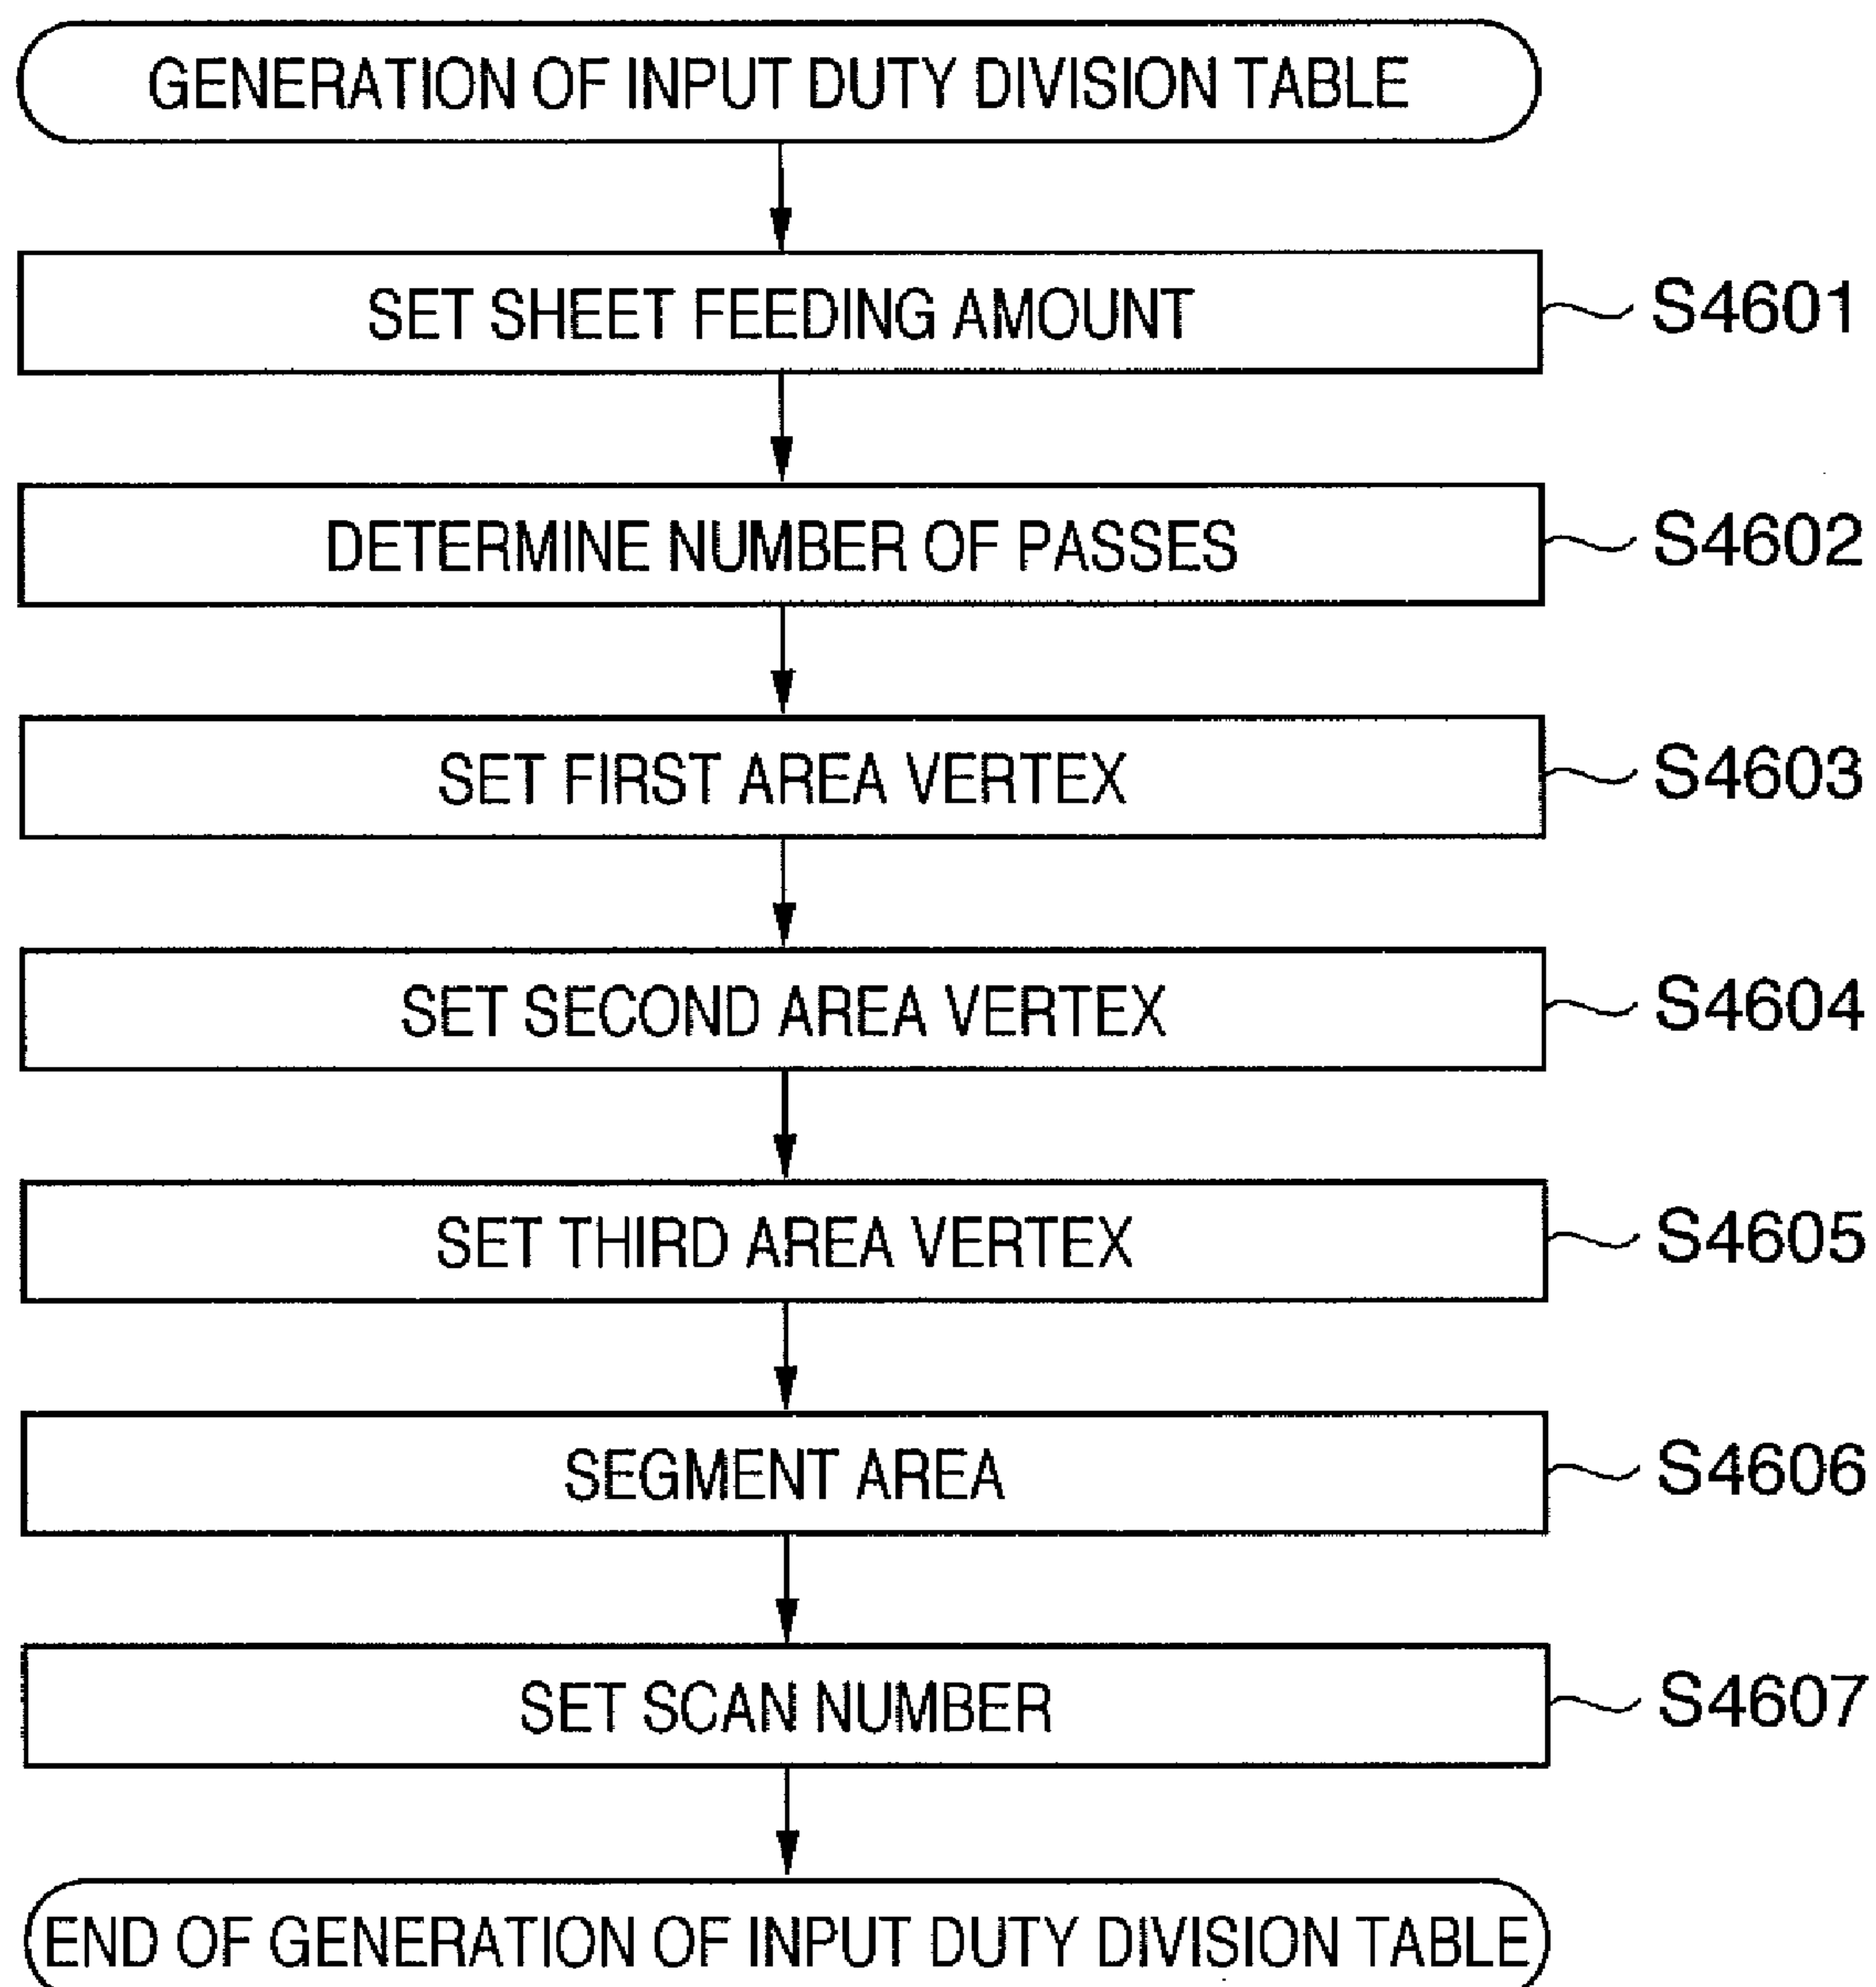 GENERATION OF INPUT DUTY DIVISION TABLE
SET SHEET FEEDING AMOUNT
S4601
DETERMINE NUMBER OF PASSES
S4602
SET FIRST AREA VERTEX
S4603
SET SECOND AREA VERTEX
S4604
SET THIRD AREA VERTEX
S4605
SEGMENT AREA
S4606
SET SCAN NUMBER
S4607
END OF GENERATION OF INPUT DUTY DIVISION TABLE